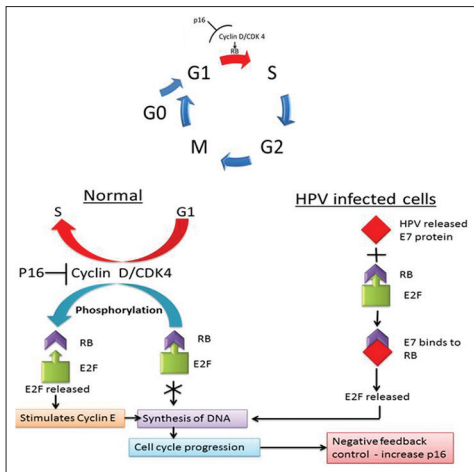 p16
Cyclin D/CDK 4
RB
G1
S
G0
M
G2
Normal
S
G1
P16
Cyclin D/CDK4
Phosphorylation
RB
E2F
E2F released
RB
E2F
Stimulates Cyclin E
Synthesis of DNA
Cell cycle progression
HPV infected cells
HPV released
E7 protein
RB
E2F
E7 binds to
RB
E2F released
Negative feedback
control - increase p16